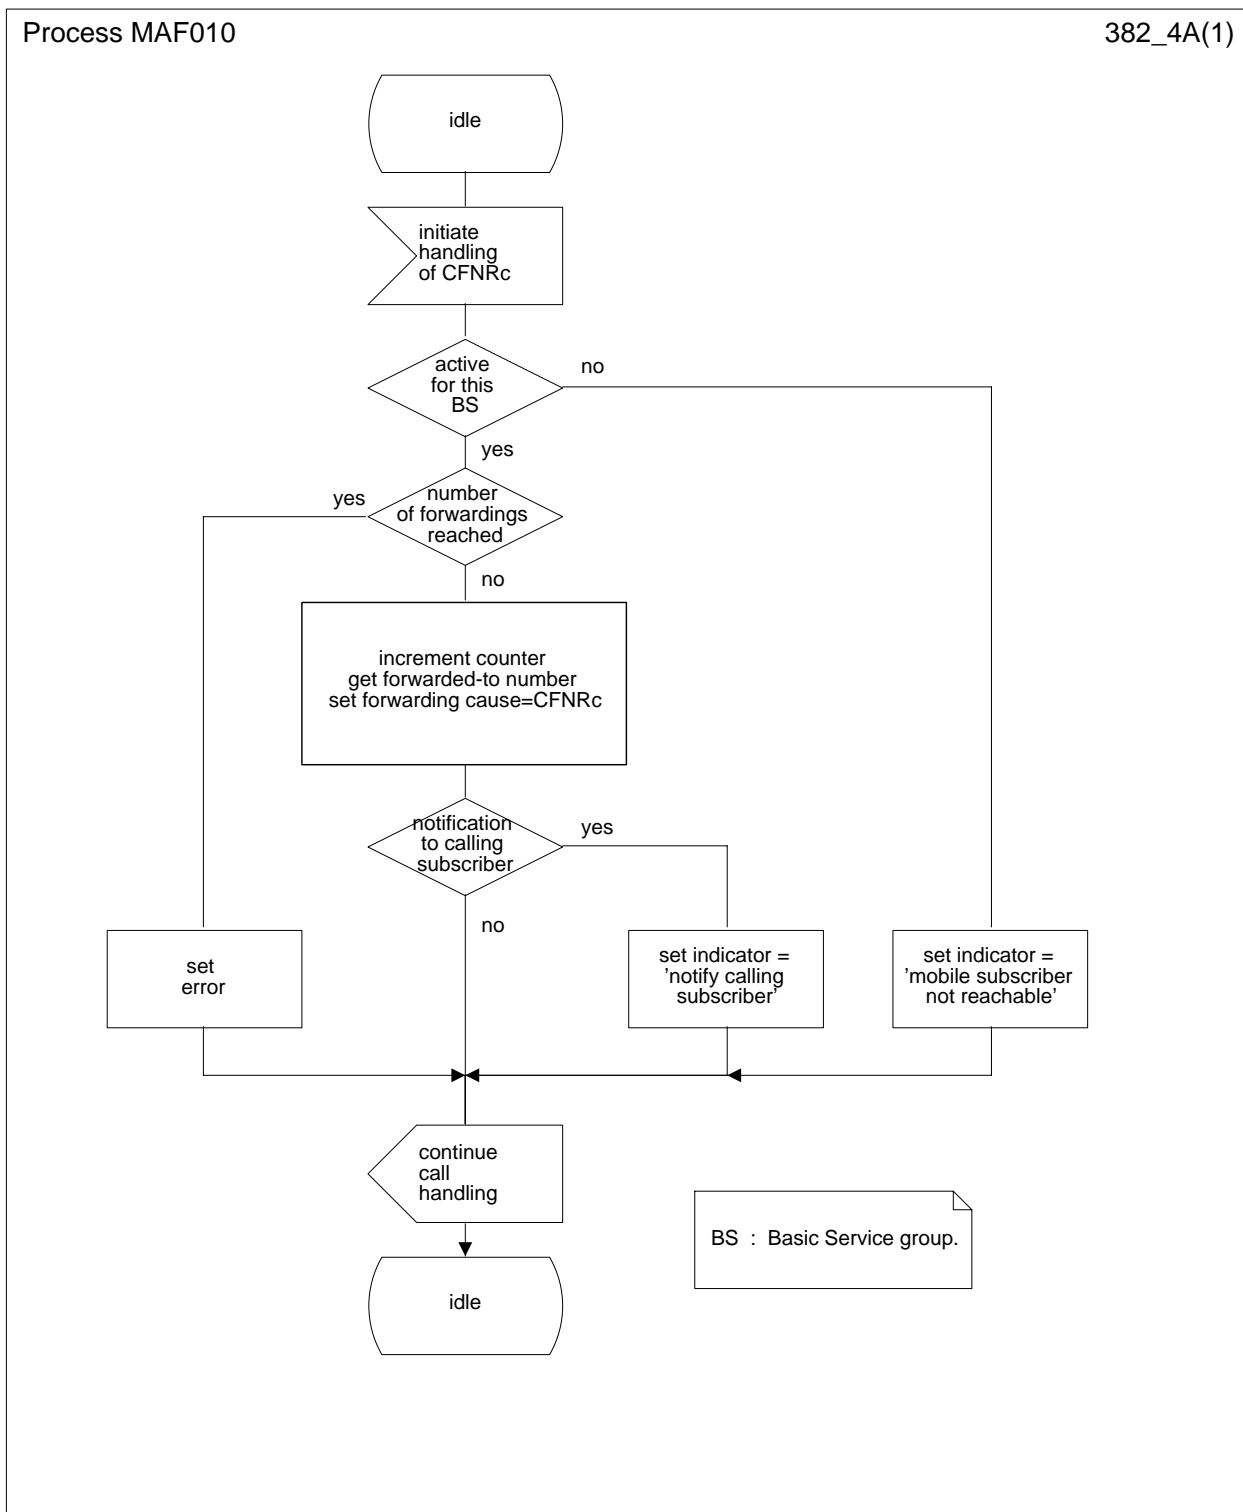 Process MAF010
382_4A(1)
idle
initiate
handling
of CFNRc
active
for this
BS
no
yes
number
of forwardings
reached
yes
no
increment counter
get forwarded-to number
set forwarding cause=CFNRc
notification
to calling
subscriber
yes
no
set
error
set indicator =
'notify calling
subscriber'
set indicator =
'mobile subscriber
not reachable'
continue
call
handling
BS : Basic Service group.
idle